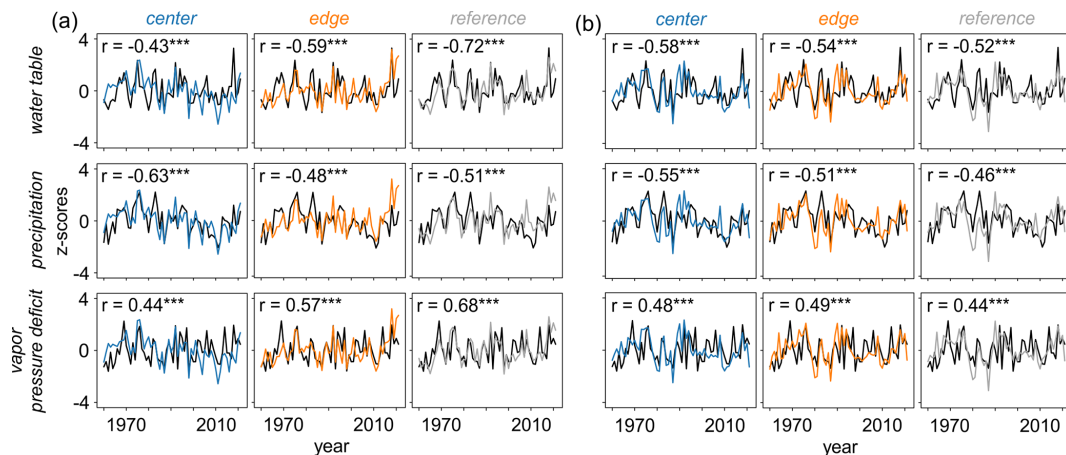 (a) center edge reference (b) center edge reference
water table
4
0
-4
r = -0.43*** r = -0.59*** r = -0.72*** r = -0.58*** r = -0.54*** r = -0.52***
precipitation
z-scores
4
0
-4
r = -0.63*** r = -0.48*** r = -0.51*** r = -0.55*** r = -0.51*** r = -0.46***
vapor
pressure deficit
4
0
-4
r = 0.44*** r = 0.57*** r = 0.68*** r = 0.48*** r = 0.49*** r = 0.44***
1970 2010 1970 2010 1970 2010 1970 2010 1970 2010 1970 2010
year year